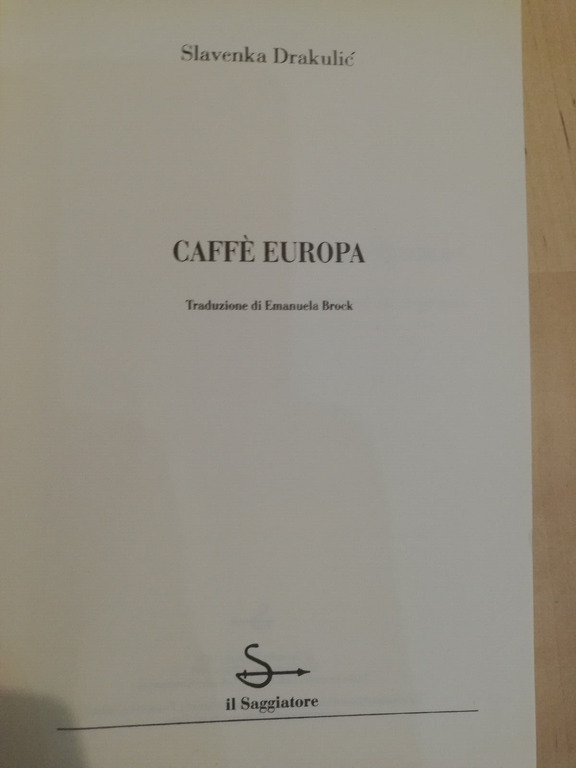 Slavenka Drakulić
CAFFÈ EUROPA
Traduzione di Emanuela Brock
il Saggiatore